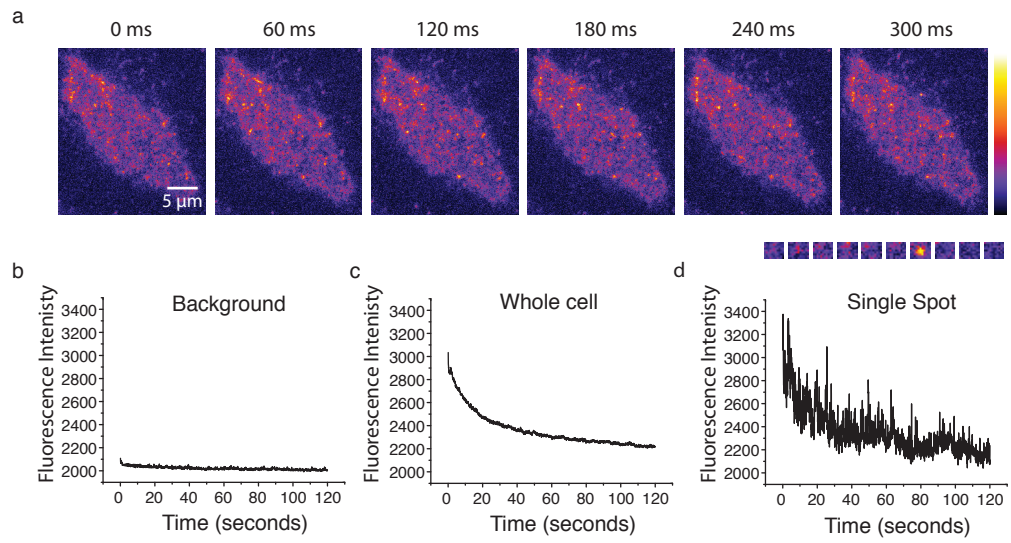 a
0 ms 60 ms 120 ms 180 ms 240 ms 300 ms
5 µm
b
Background
Fluorescence Intenisty
3400
3200
3000
2800
2600
2400
2200
2000
0 20 40 60 80 100 120
Time (seconds)
c
Whole cell
Fluorescence Intenisty
3400
3200
3000
2800
2600
2400
2200
2000
0 20 40 60 80 100 120
Time (seconds)
d
Single Spot
Fluorescence Intenisty
3400
3200
3000
2800
2600
2400
2200
2000
0 20 40 60 80 100 120
Time (seconds)